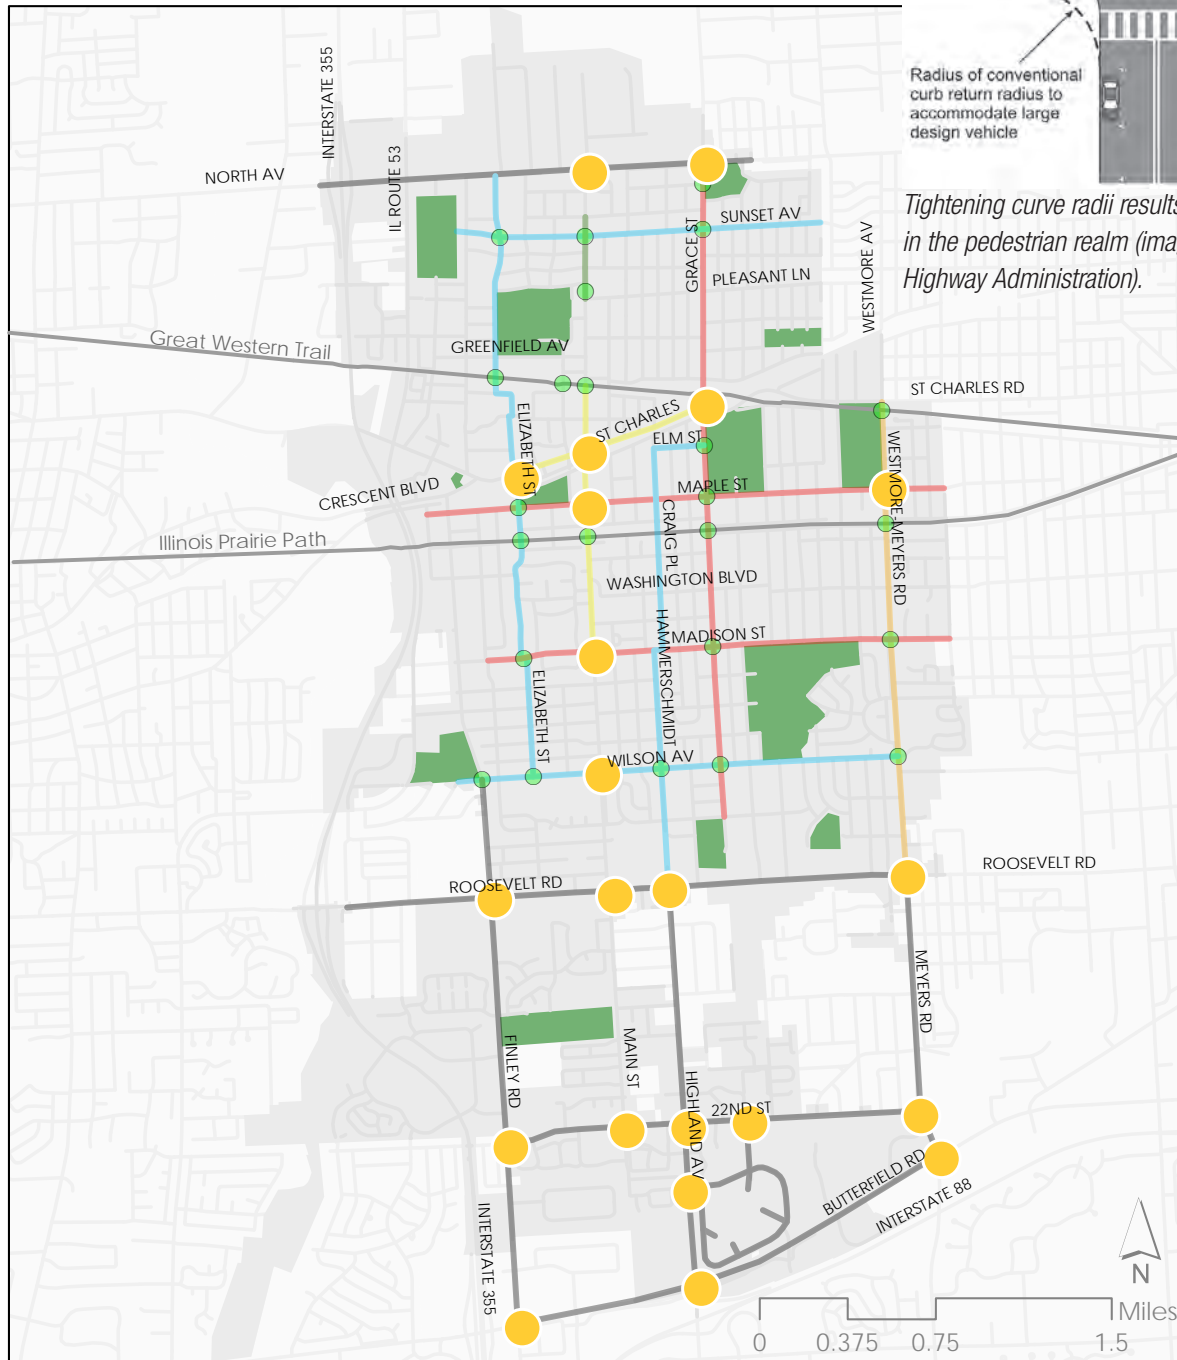 Radius of conventional
curb return radius to
accommodate large
design vehicle
Tightening curve radii results
in the pedestrian realm (ima
Highway Administration).
INTERSTATE 355
IL ROUTE 53
NORTH AV
GRACE ST
SUNSET AV
PLEASANT LN
WESTMORE AV
Great Western Trail
GREENFIELD AV
ST CHARLES RD
ELIZABETH ST
ST CHARLES
ELM ST
CRESCENT BLVD
MAPLE ST
WESTMORE-MEYERS RD
CRAIG PL
Illinois Prairie Path
WASHINGTON BLVD
HAMMERSCHMIDT
MADISON ST
ELIZABETH ST
WILSON AV
ROOSEVELT RD
ROOSEVELT RD
MEYERS RD
FINLEY RD
MAIN ST
HIGHLAND AV
22ND ST
BUTTERFIELD RD
INTERSTATE 88
INTERSTATE 355
N
Miles
0 0.375 0.75 1.5